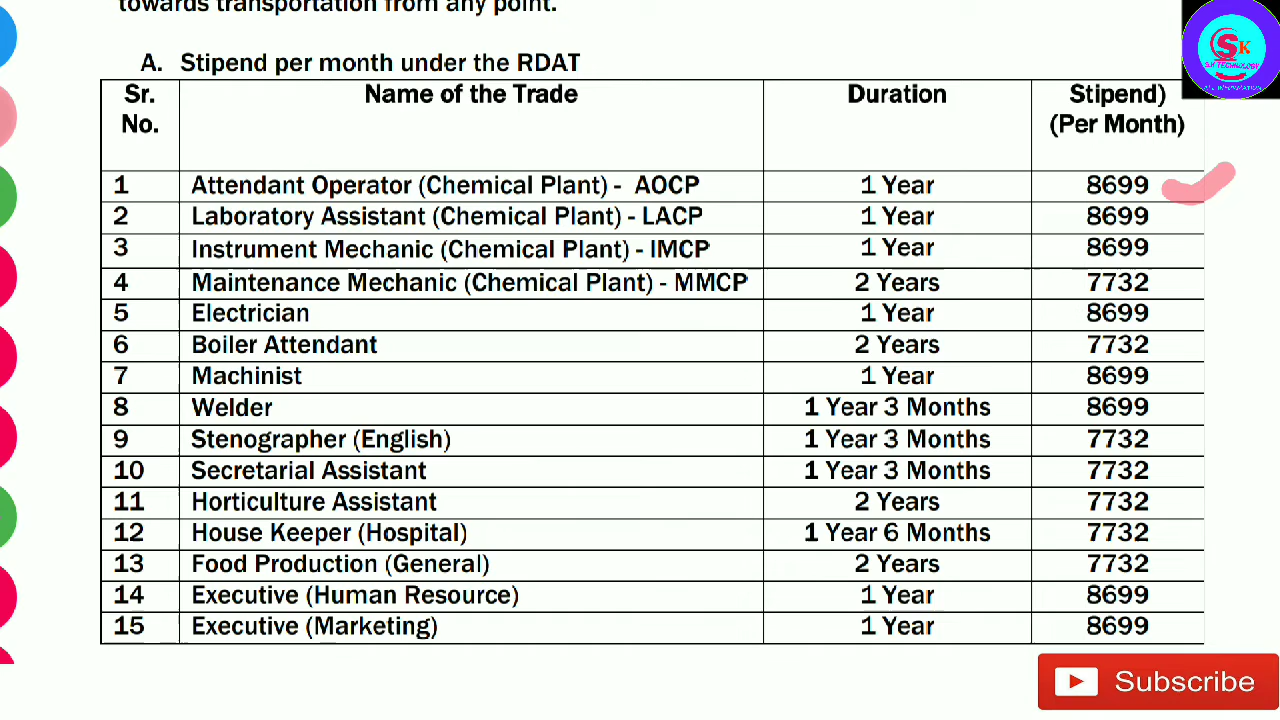 towards transportation from any point.
A. Stipend per month under the RDAT
Sr. No. Name of the Trade Duration Stipend) (Per Month)
1 Attendant Operator (Chemical Plant) - AOCP 1 Year 8699
2 Laboratory Assistant (Chemical Plant) - LACP 1 Year 8699
3 Instrument Mechanic (Chemical Plant) - IMCP 1 Year 8699
4 Maintenance Mechanic (Chemical Plant) - MMCP 2 Years 7732
5 Electrician 1 Year 8699
6 Boiler Attendant 2 Years 7732
7 Machinist 1 Year 8699
8 Welder 1 Year 3 Months 8699
9 Stenographer (English) 1 Year 3 Months 7732
10 Secretarial Assistant 1 Year 3 Months 7732
11 Horticulture Assistant 2 Years 7732
12 House Keeper (Hospital) 1 Year 6 Months 7732
13 Food Production (General) 2 Years 7732
14 Executive (Human Resource) 1 Year 8699
15 Executive (Marketing) 1 Year 8699
SK
S.K TECHNOLOGY
ALL INFORMATION
Subscribe